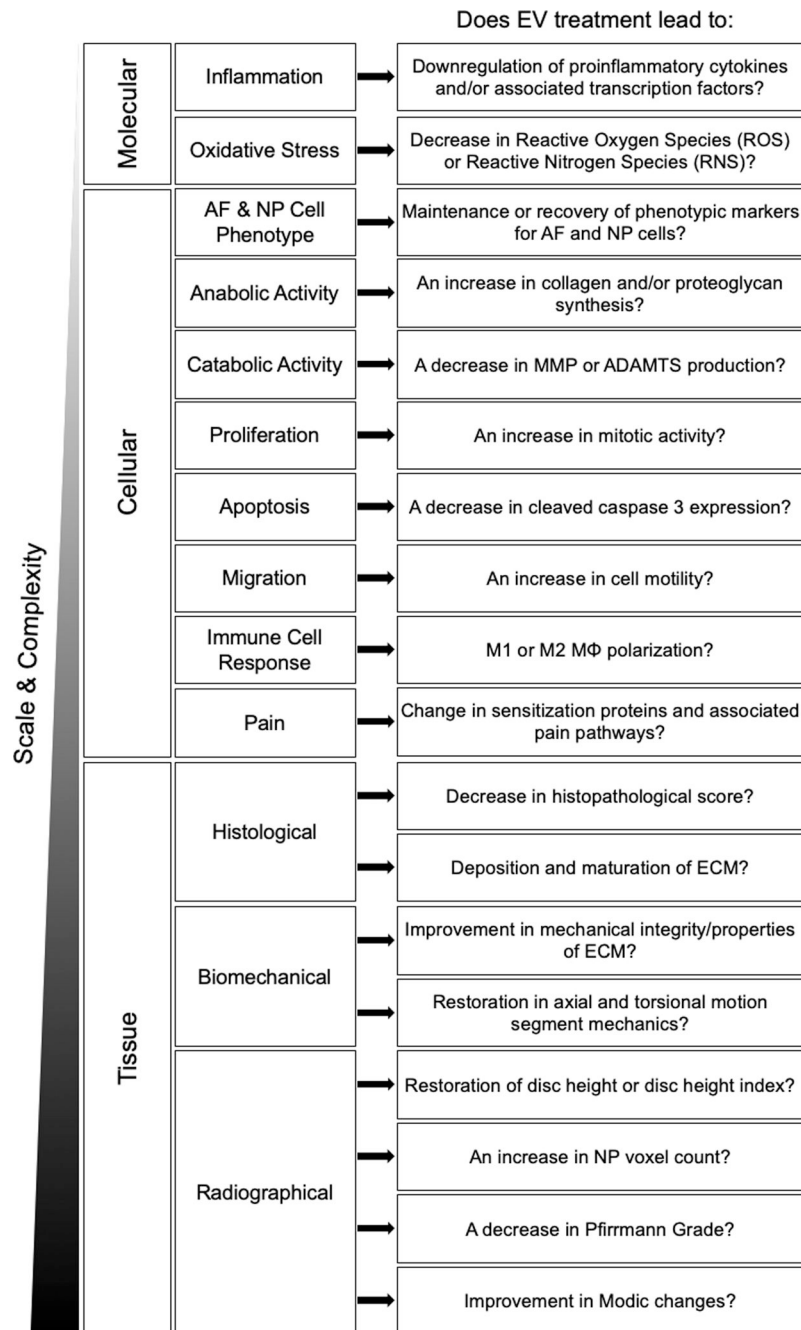 Does EV treatment lead to:
Scale & Complexity
Molecular
Inflammation
Downregulation of proinflammatory cytokines
and/or associated transcription factors?
Oxidative Stress
Decrease in Reactive Oxygen Species (ROS)
or Reactive Nitrogen Species (RNS)?
Cellular
AF & NP Cell
Phenotype
Maintenance or recovery of phenotypic markers
for AF and NP cells?
Anabolic Activity
An increase in collagen and/or proteoglycan
synthesis?
Catabolic Activity
A decrease in MMP or ADAMTS production?
Proliferation
An increase in mitotic activity?
Apoptosis
A decrease in cleaved caspase 3 expression?
Migration
An increase in cell motility?
Immune Cell
Response
M1 or M2 MΦ polarization?
Pain
Change in sensitization proteins and associated
pain pathways?
Tissue
Histological
Decrease in histopathological score?
Deposition and maturation of ECM?
Biomechanical
Improvement in mechanical integrity/properties
of ECM?
Restoration in axial and torsional motion
segment mechanics?
Radiographical
Restoration of disc height or disc height index?
An increase in NP voxel count?
A decrease in Pfirrmann Grade?
Improvement in Modic changes?